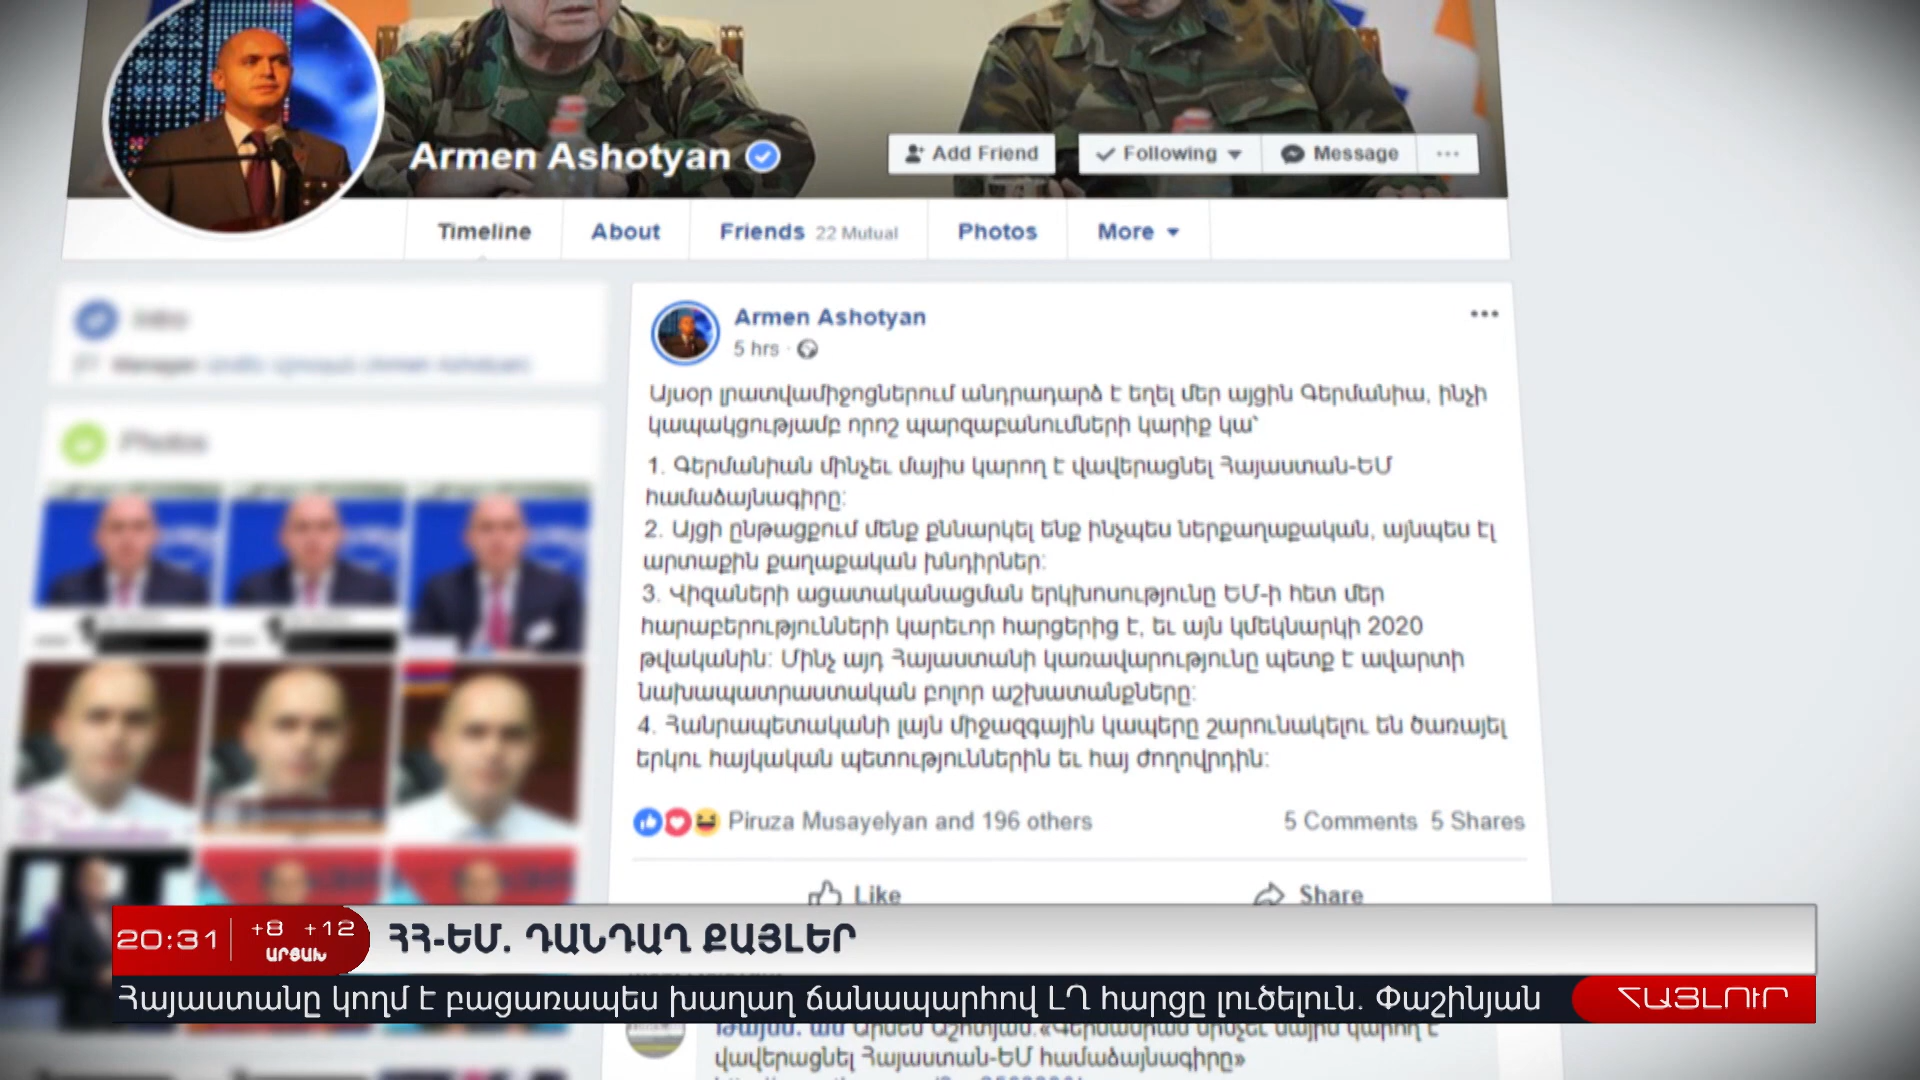 Armen Ashotyan
Add Friend
Following
Message
Timeline
About
Friends 22 Mutual
Photos
More
Armen Ashotyan
5 hrs
Այսօր լրատվամիջոցներում անդրադարձ է եղել մեր այցին Գերմանիա, ինչի
կապակցությամբ որոշ պարզաբանումների կարիք կա՝
1. Գերմանիան մինչեւ մայիս կարող է վավերացնել Հայաստան-ԵՄ
համաձայնագիրը:
2. Այցի ընթացքում մենք քննարկել ենք ինչպես ներքաղաքական, այնպես էլ
արտաքին քաղաքական խնդիրներ:
3. Վիզաների ազատականացման երկխոսությունը ԵՄ-ի հետ մեր
հարաբերությունների կարեւոր հարցերից է, եւ այն կմեկնարկի 2020
թվականին: Մինչ այդ Հայաստանի կառավարությունը պետք է ավարտի
նախապատրաստական բոլոր աշխատանքները:
4. Հանրապետականի լայն միջազգային կապերը շարունակելու են ծառայել
երկու հայկական պետություններին եւ հայ ժողովրդին:
Piruza Musayelyan and 196 others
5 Comments 5 Shares
Like
Share
20:31
+8 +12
ԱՐՑԱԽ
ՀՀ-ԵՄ. ԴԱՆԴԱՂ ՔԱՅԼԵՐ
Հայաստանը կողմ է բացառապես խաղաղ ճանապարհով ԼՂ հարցը լուծելուն. Փաշինյան
ՀԱՅԼՈՒՐ
վավերացնել Հայաստան-ԵՄ համաձայնագիրը»